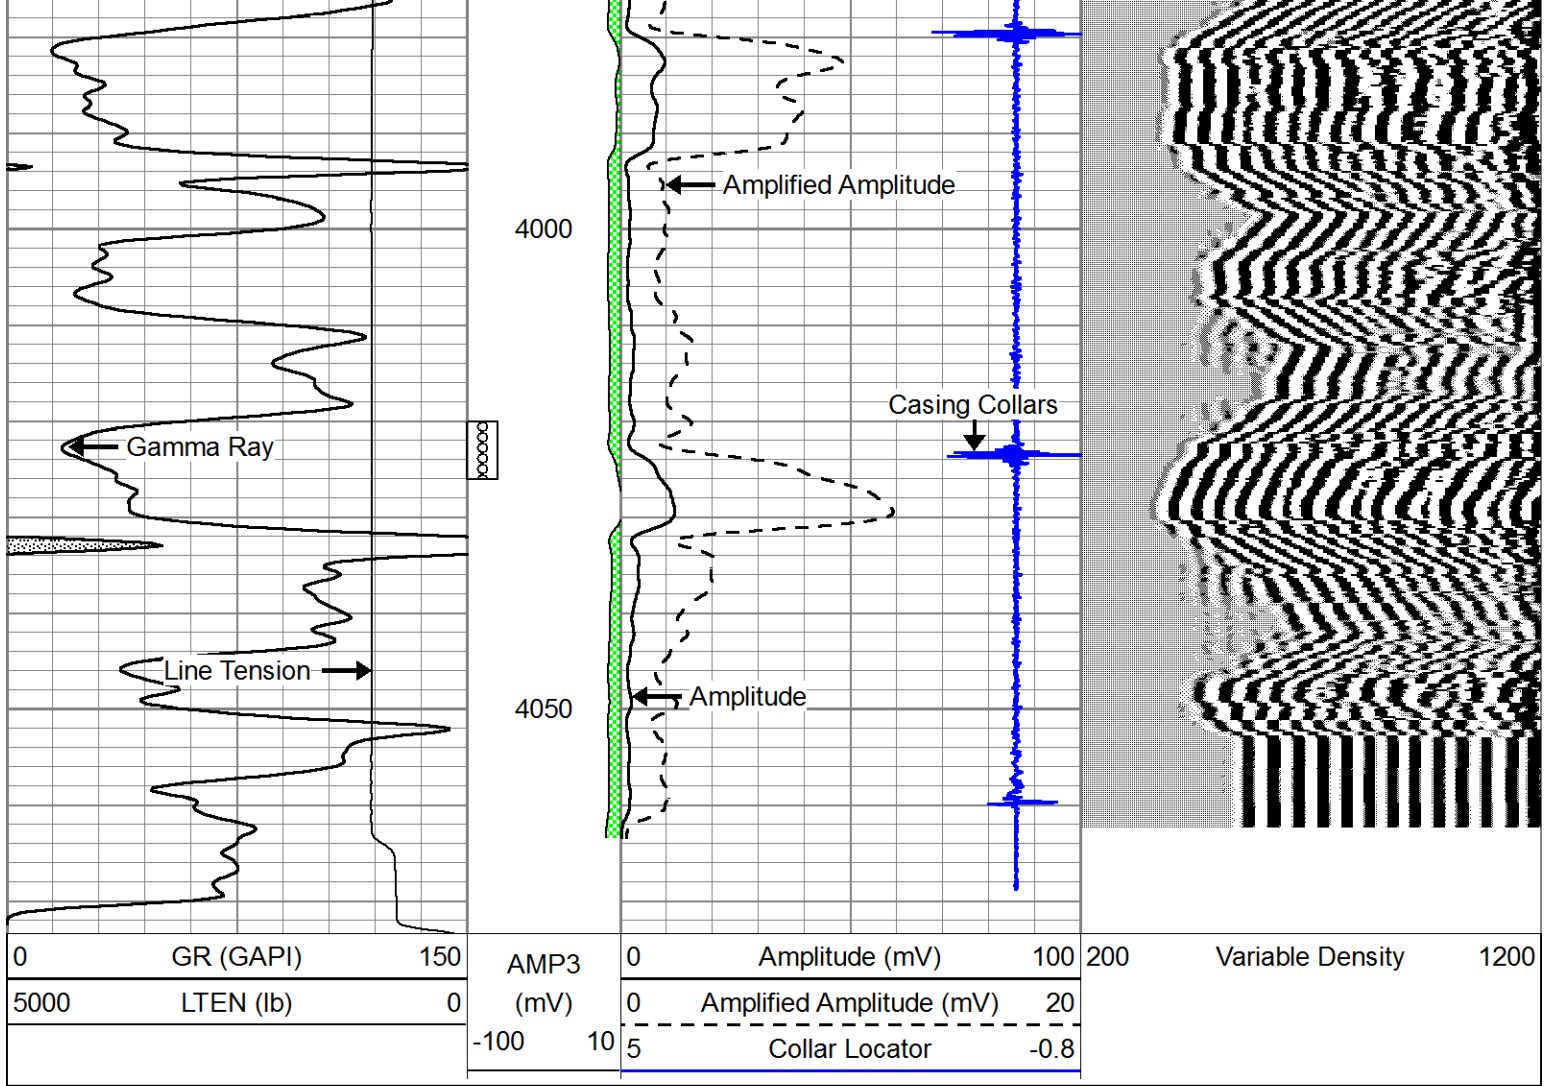 Amplified Amplitude
4000
Casing Collars
Gamma Ray
Line Tension
Amplitude
4050
0 GR (GAPI) 150
5000 LTEN (lb) 0
AMP3
(mV)
-100 10
0 Amplitude (mV) 100
0 Amplified Amplitude (mV) 20
5 Collar Locator -0.8
200 Variable Density 1200